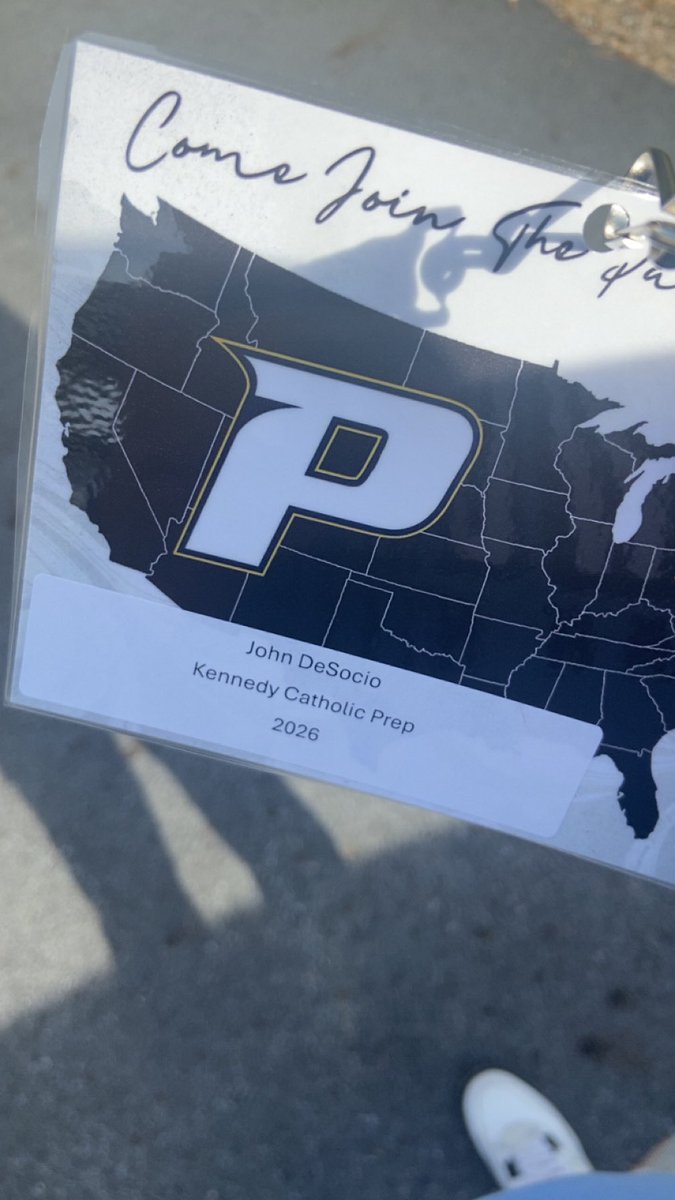 Come Join The
P
John DeSocio
Kennedy Catholic Prep
2026